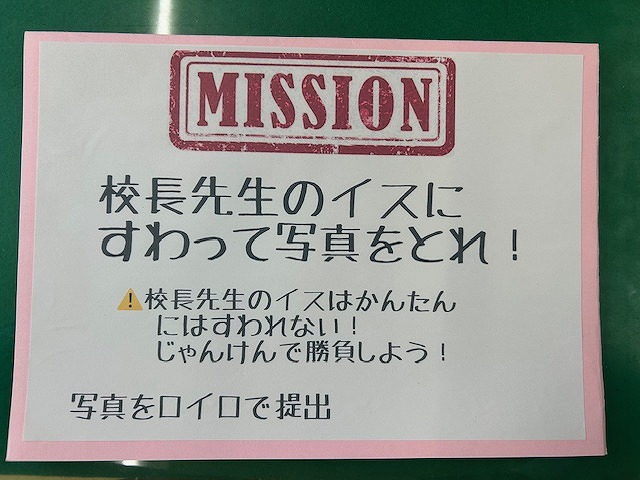 MISSION
校長先生のイスに
すわって写真をとれ！
⚠校長先生のイスはかんたん
にはすわれない！
じゃんけんで勝負しよう！
写真をロイロで提出